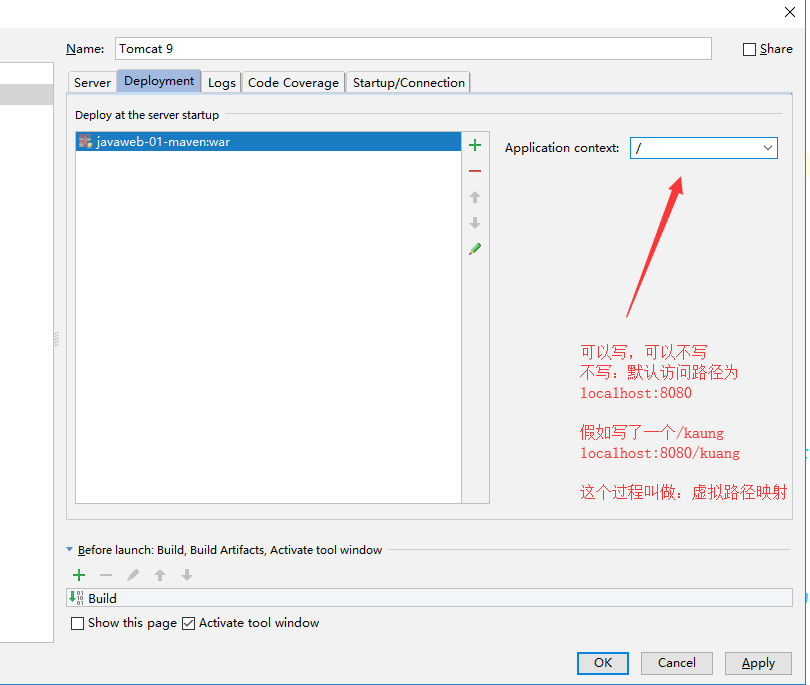 Name: Tomcat 9 Share
Server Deployment Logs Code Coverage Startup/Connection
Deploy at the server startup
javaweb-01-maven:war
Application context: /
可以写，可以不写
不写：默认访问路径为
localhost:8080
假如写了一个/kaung
localhost:8080/kuang
这个过程叫做：虚拟路径映射
Before launch: Build, Build Artifacts, Activate tool window
Build
Show this page Activate tool window
OK Cancel Apply